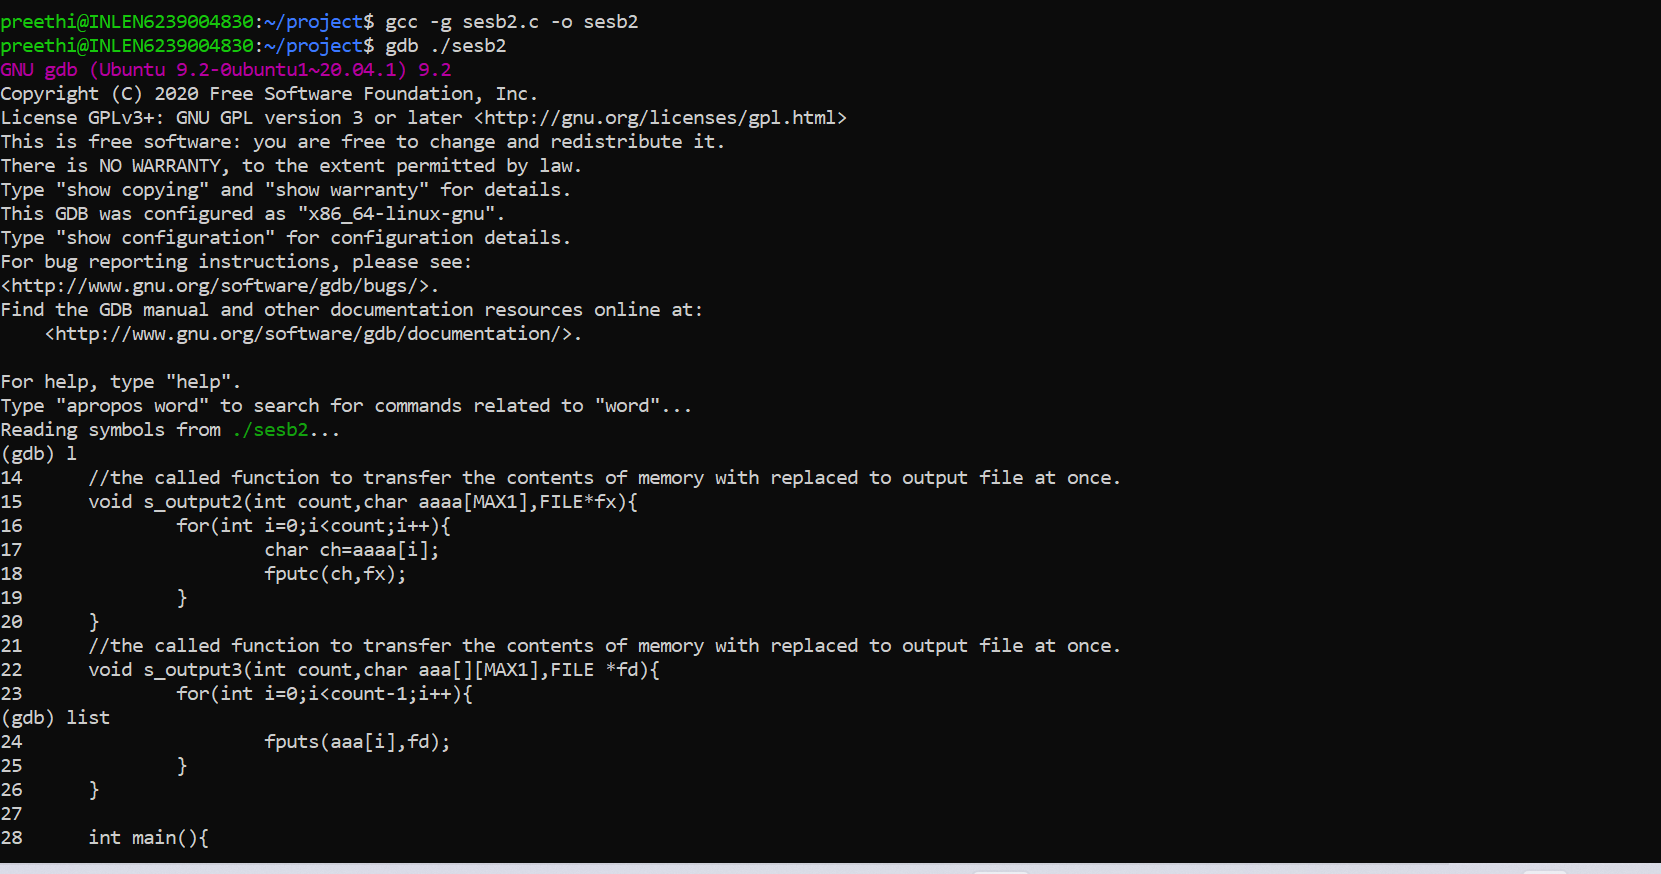 preethi@INLEN6239004830:~/project$ gcc -g sesb2.c -o sesb2
preethi@INLEN6239004830:~/project$ gdb ./sesb2
GNU gdb (Ubuntu 9.2-0ubuntu1~20.04.1) 9.2
Copyright (C) 2020 Free Software Foundation, Inc.
License GPLv3+: GNU GPL version 3 or later <http://gnu.org/licenses/gpl.html>
This is free software: you are free to change and redistribute it.
There is NO WARRANTY, to the extent permitted by law.
Type "show copying" and "show warranty" for details.
This GDB was configured as "x86_64-linux-gnu".
Type "show configuration" for configuration details.
For bug reporting instructions, please see:
<http://www.gnu.org/software/gdb/bugs/>.
Find the GDB manual and other documentation resources online at:
    <http://www.gnu.org/software/gdb/documentation/>.

For help, type "help".
Type "apropos word" to search for commands related to "word"...
Reading symbols from ./sesb2...
(gdb) l
14      //the called function to transfer the contents of memory with replaced to output file at once.
15      void s_output2(int count,char aaaa[MAX1],FILE*fx){
16              for(int i=0;i<count;i++){
17                      char ch=aaaa[i];
18                      fputc(ch,fx);
19              }
20      }
21      //the called function to transfer the contents of memory with replaced to output file at once.
22      void s_output3(int count,char aaa[][MAX1],FILE *fd){
23              for(int i=0;i<count-1;i++){
(gdb) list
24                      fputs(aaa[i],fd);
25              }
26      }
27
28      int main(){